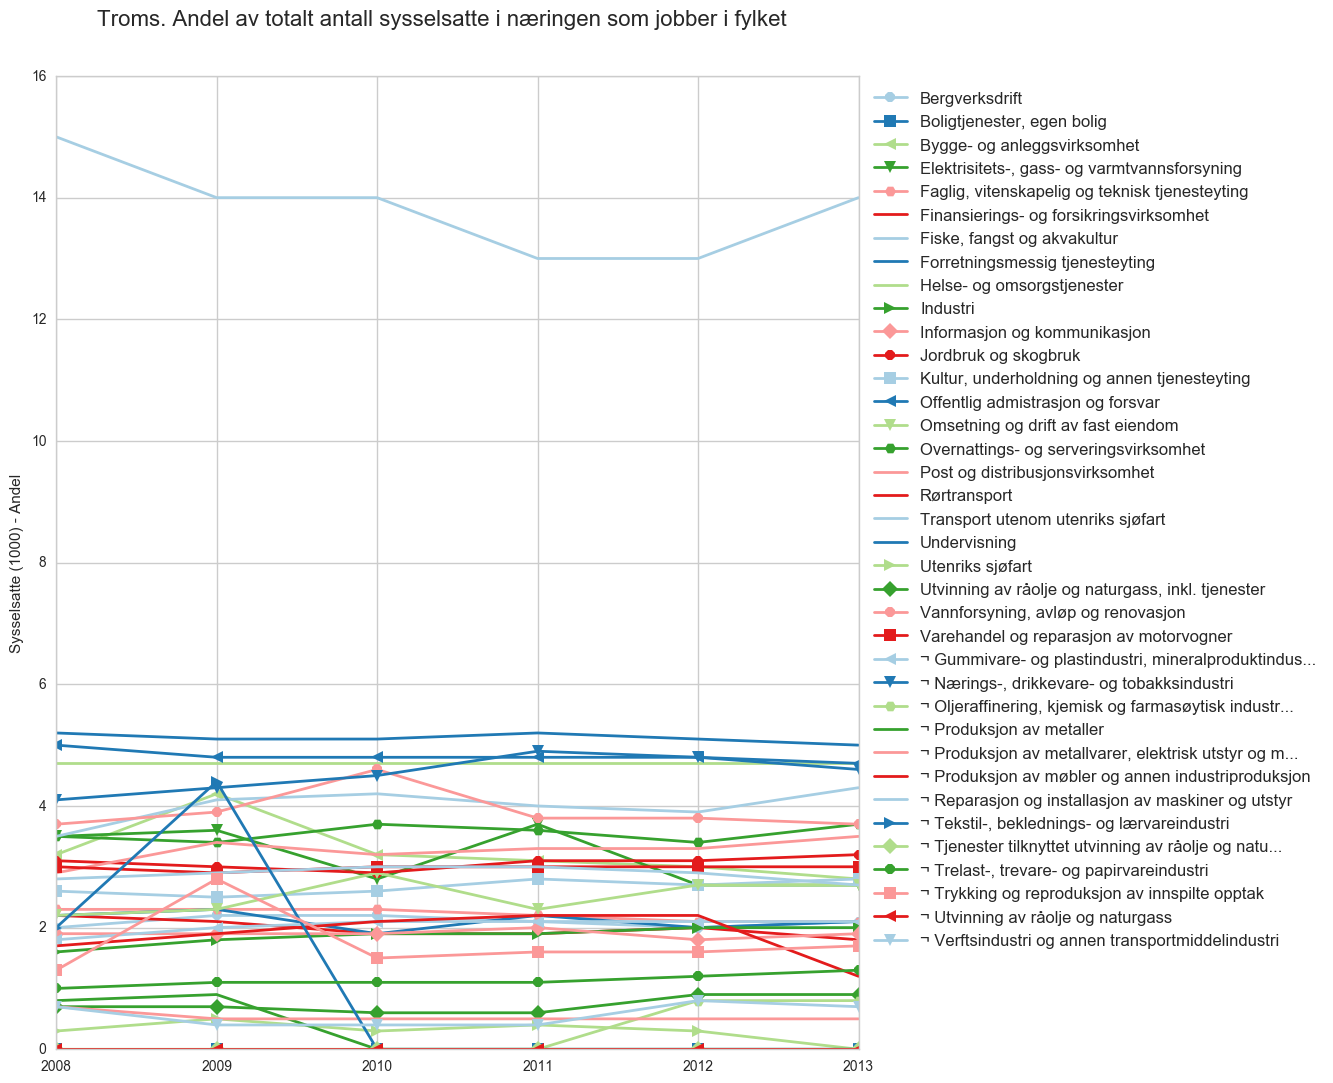 Troms. Andel av totalt antall sysselsatte i næringen som jobber i fylket
16
14
12
10
8
6
4
2
0
Sysselsatte (1000) - Andel
2008
2009
2010
2011
2012
2013
Bergverksdrift
Boligtjenester, egen bolig
Bygge- og anleggsvirksomhet
Elektrisitets-, gass- og varmtvannsforsyning
Faglig, vitenskapelig og teknisk tjenesteyting
Finansierings- og forsikringsvirksomhet
Fiske, fangst og akvakultur
Forretningsmessig tjenesteyting
Helse- og omsorgstjenester
Industri
Informasjon og kommunikasjon
Jordbruk og skogbruk
Kultur, underholdning og annen tjenesteyting
Offentlig admistrasjon og forsvar
Omsetning og drift av fast eiendom
Overnattings- og serveringsvirksomhet
Post og distribusjonsvirksomhet
Rørtransport
Transport utenom utenriks sjøfart
Undervisning
Utenriks sjøfart
Utvinning av råolje og naturgass, inkl. tjenester
Vannforsyning, avløp og renovasjon
Varehandel og reparasjon av motorvogner
¬ Gummivare- og plastindustri, mineralproduktindus...
¬ Nærings-, drikkevare- og tobakksindustri
¬ Oljeraffinering, kjemisk og farmasøytisk industr...
¬ Produksjon av metaller
¬ Produksjon av metallvarer, elektrisk utstyr og m...
¬ Produksjon av møbler og annen industriproduksjon
¬ Reparasjon og installasjon av maskiner og utstyr
¬ Tekstil-, beklednings- og lærvareindustri
¬ Tjenester tilknyttet utvinning av råolje og natu...
¬ Trelast-, trevare- og papirvareindustri
¬ Trykking og reproduksjon av innspilte opptak
¬ Utvinning av råolje og naturgass
¬ Verftsindustri og annen transportmiddelindustri